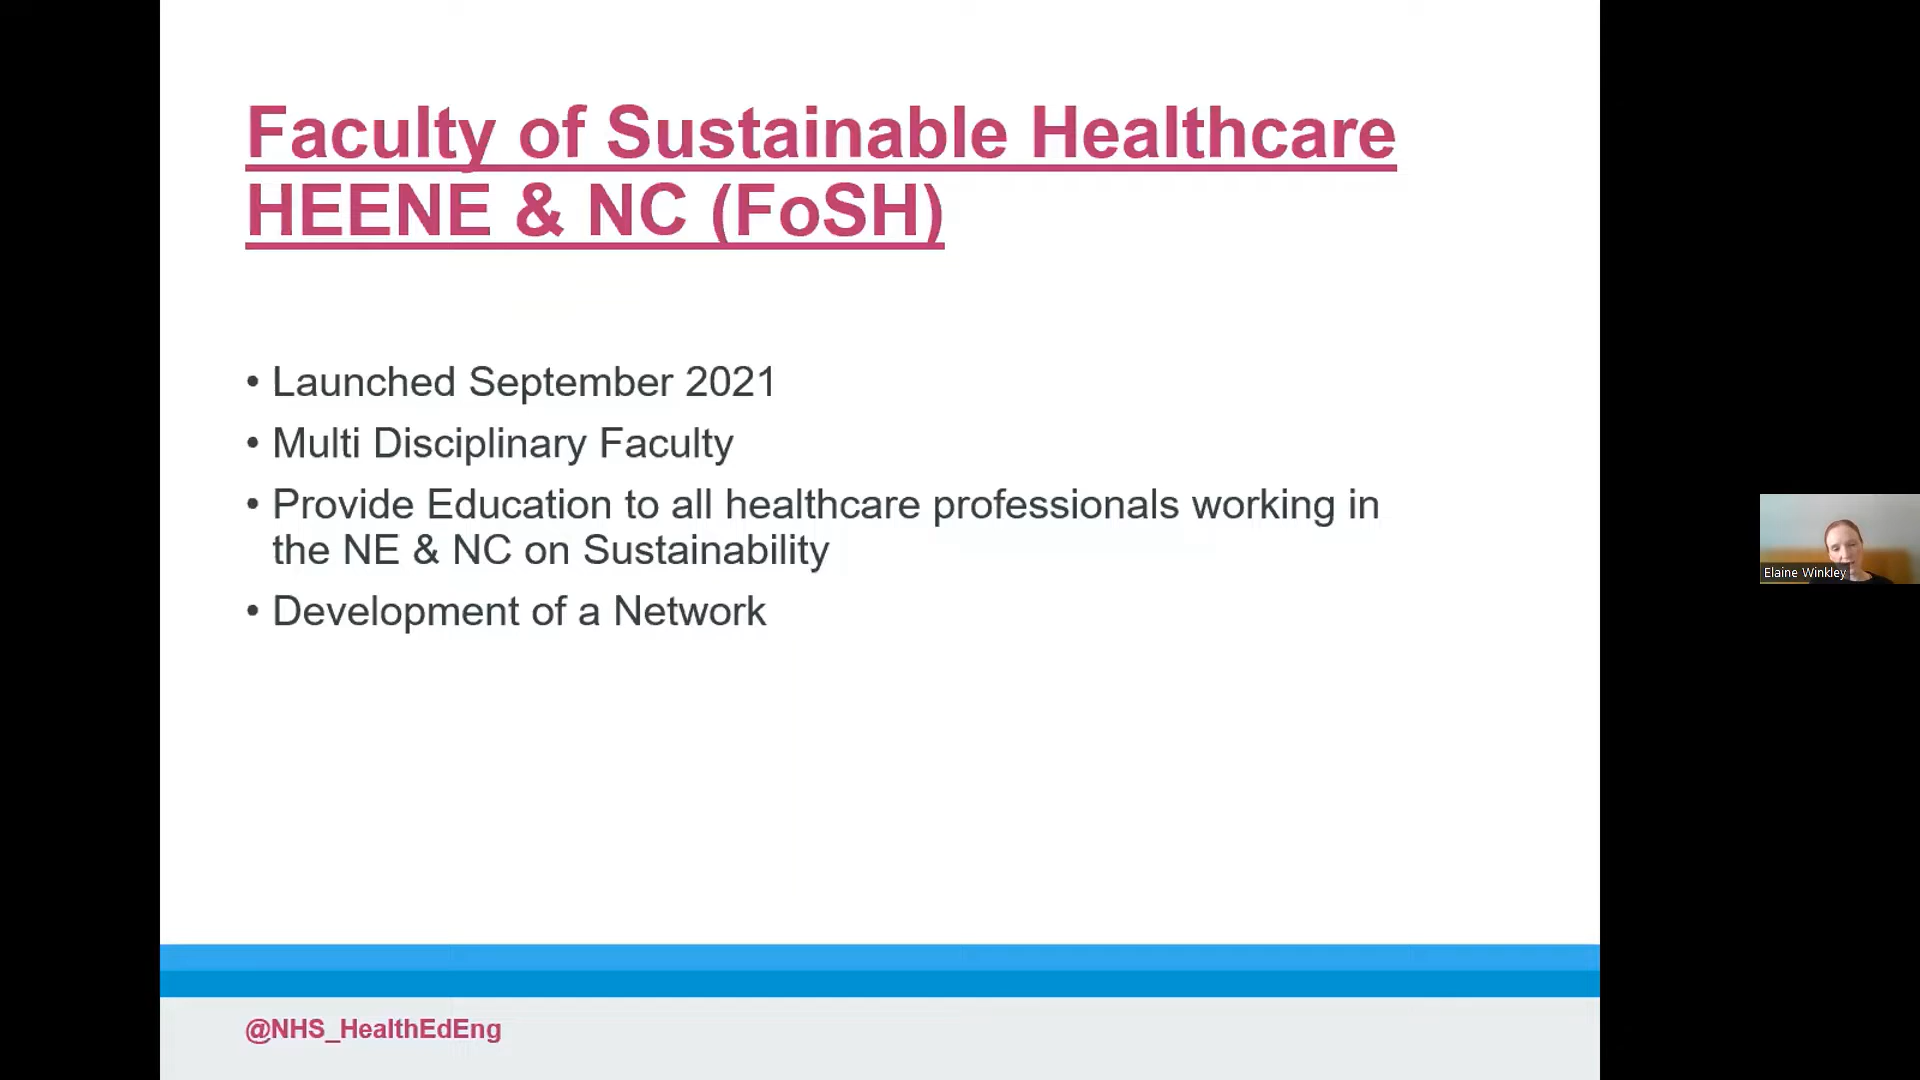 Faculty of Sustainable Healthcare
HEENE & NC (FoSH)
• Launched September 2021
• Multi Disciplinary Faculty
• Provide Education to all healthcare professionals working in
the NE & NC on Sustainability
• Development of a Network
Elaine Winkley
@NHS_HealthEdEng